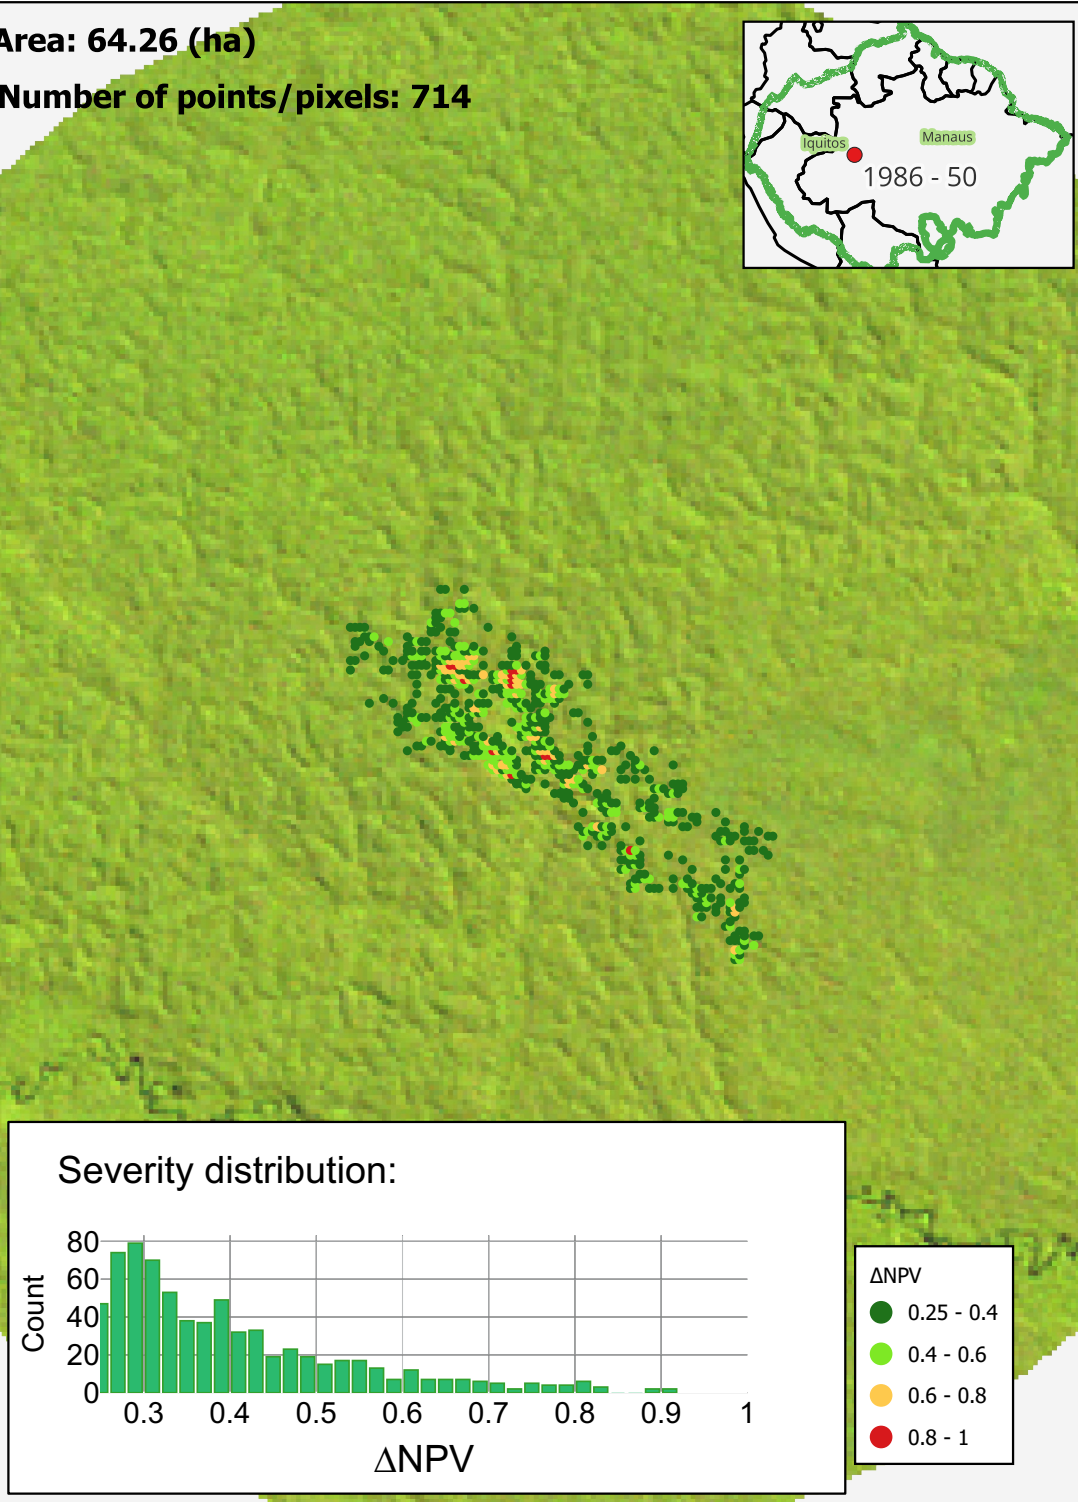 Area: 64.26 (ha)
Number of points/pixels: 714
Iquitos
Manaus
1986 - 50
Severity distribution:
Count
80
60
40
20
0
0.3 0.4 0.5 0.6 0.7 0.8 0.9 1
ΔNPV
ΔNPV
0.25 - 0.4
0.4 - 0.6
0.6 - 0.8
0.8 - 1